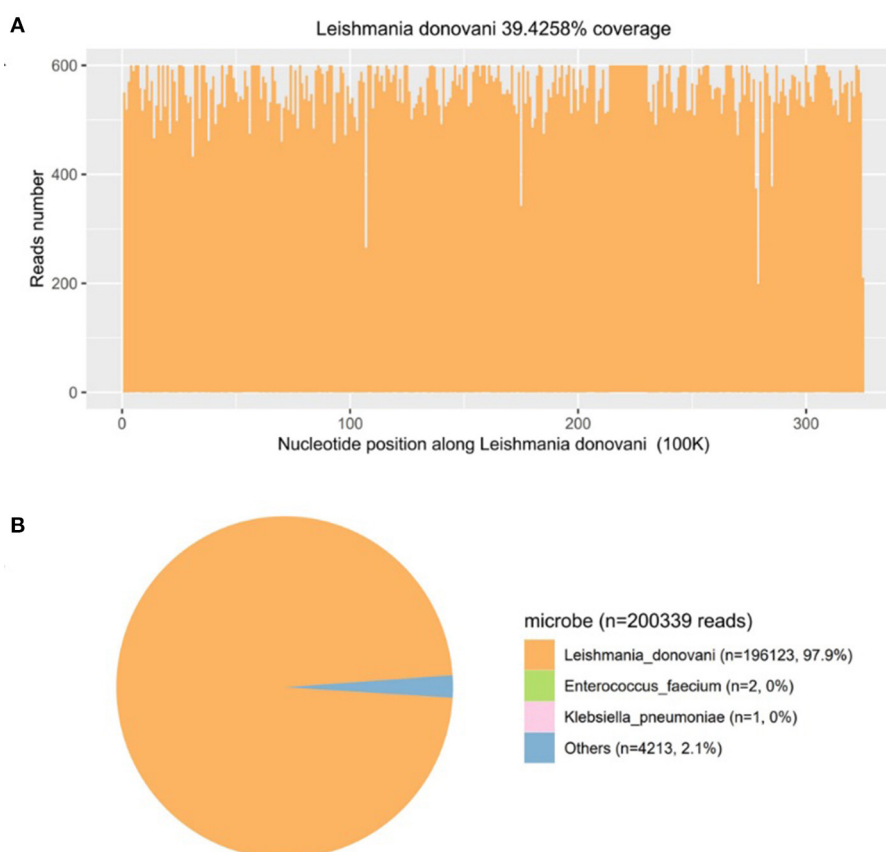 A
Leishmania donovani 39.4258% coverage
600
400
200
0
Reads number
0 100 200 300
Nucleotide position along Leishmania donovani (100K)
B
microbe (n=200339 reads)
Leishmania_donovani (n=196123, 97.9%)
Enterococcus_faecium (n=2, 0%)
Klebsiella_pneumoniae (n=1, 0%)
Others (n=4213, 2.1%)